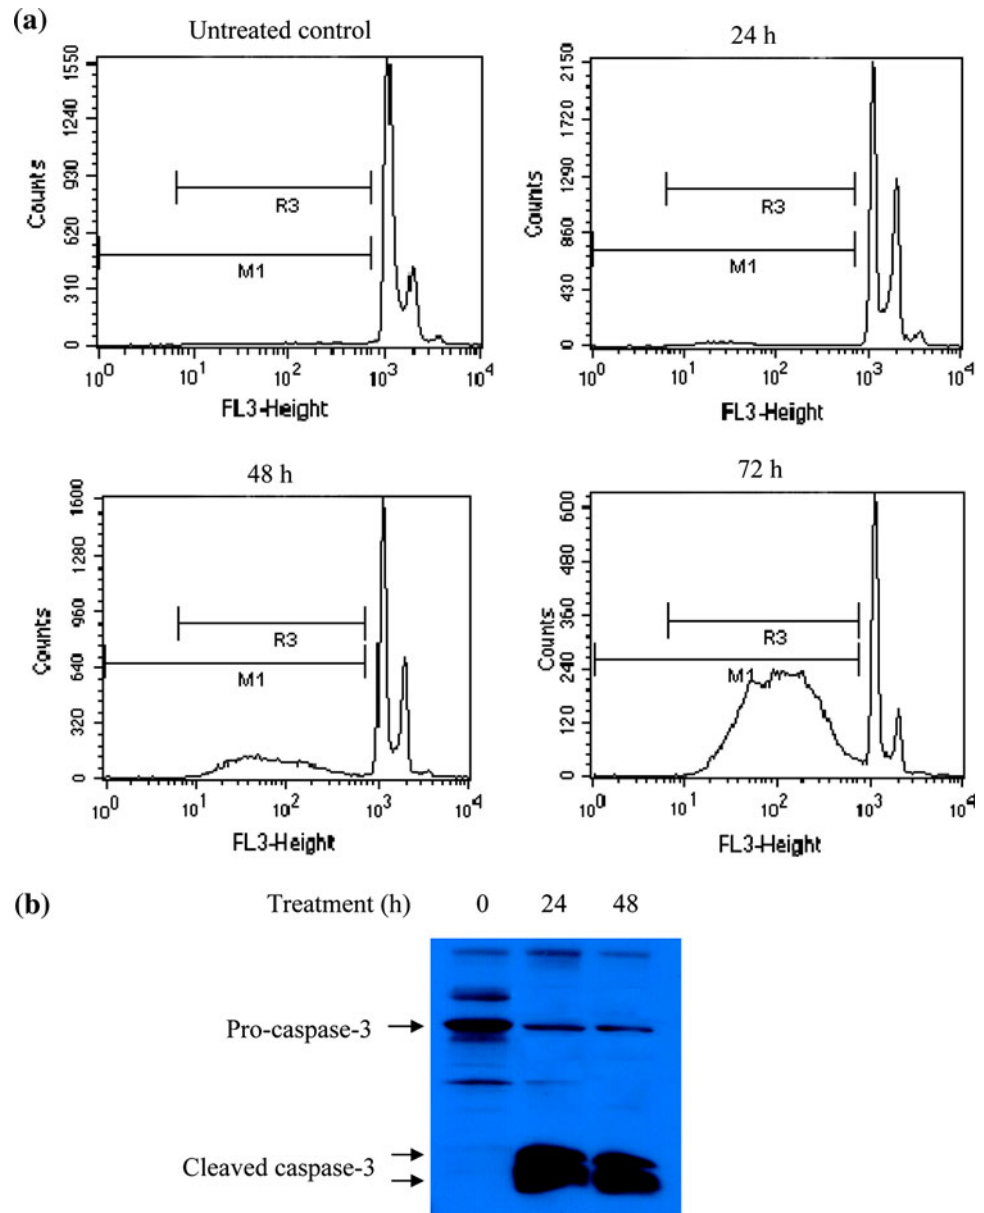 (a)
Untreated control
1550
1240
930
620
310
0
Counts
R3
M1
10^0 10^1 10^2 10^3 10^4
FL3-Height
24 h
2150
1720
1290
860
430
0
Counts
R3
M1
10^0 10^1 10^2 10^3 10^4
FL3-Height
48 h
1600
1280
960
640
320
0
Counts
R3
M1
10^0 10^1 10^2 10^3 10^4
FL3-Height
72 h
600
480
360
240
120
0
Counts
R3
M1
10^0 10^1 10^2 10^3 10^4
FL3-Height
(b)
Treatment (h) 0 24 48
Pro-caspase-3
Cleaved caspase-3